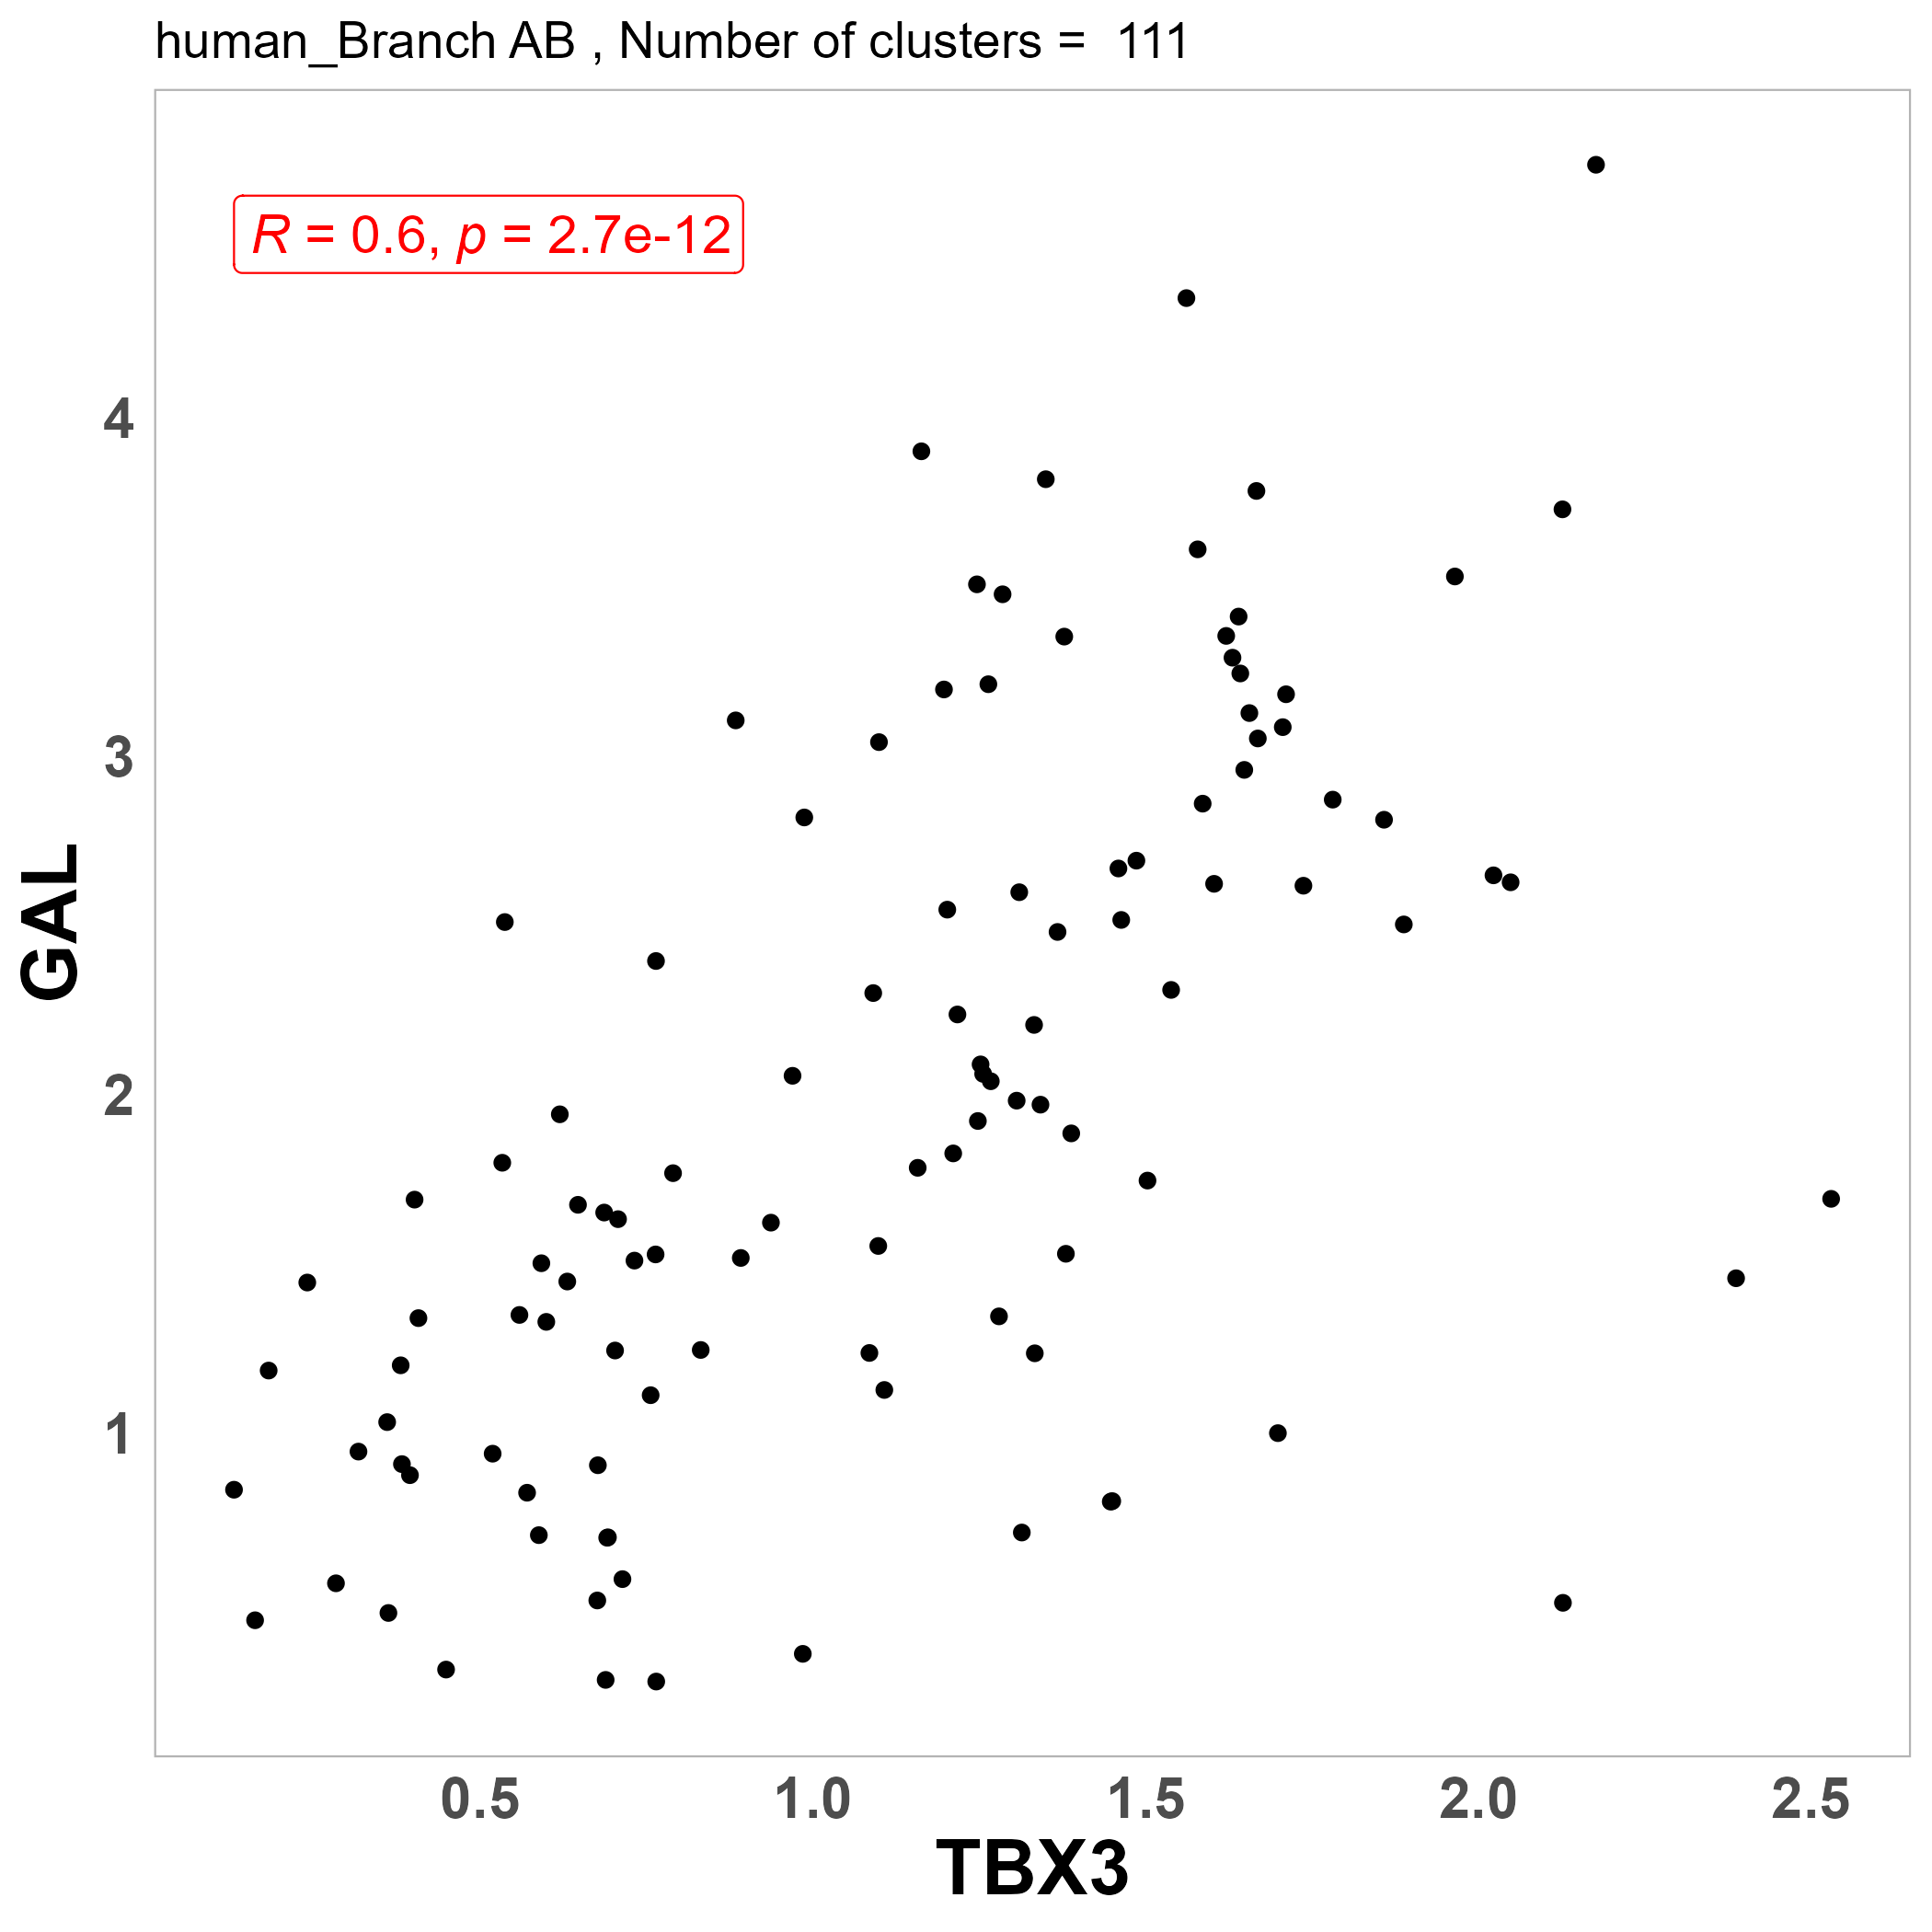 human_Branch AB , Number of clusters =  111
R = 0.6, p = 2.7e-12
4
3
2
1
GAL
0.5 1.0 1.5 2.0 2.5
TBX3